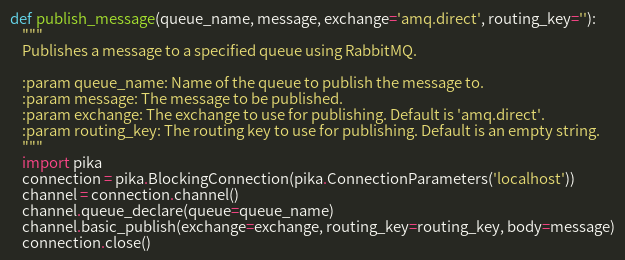 def publish_message(queue_name, message, exchange='amq.direct', routing_key=''):
    """
    Publishes a message to a specified queue using RabbitMQ.

    :param queue_name: Name of the queue to publish the message to.
    :param message: The message to be published.
    :param exchange: The exchange to use for publishing. Default is 'amq.direct'.
    :param routing_key: The routing key to use for publishing. Default is an empty string.
    """
    import pika
    connection = pika.BlockingConnection(pika.ConnectionParameters('localhost'))
    channel = connection.channel()
    channel.queue_declare(queue=queue_name)
    channel.basic_publish(exchange=exchange, routing_key=routing_key, body=message)
    connection.close()